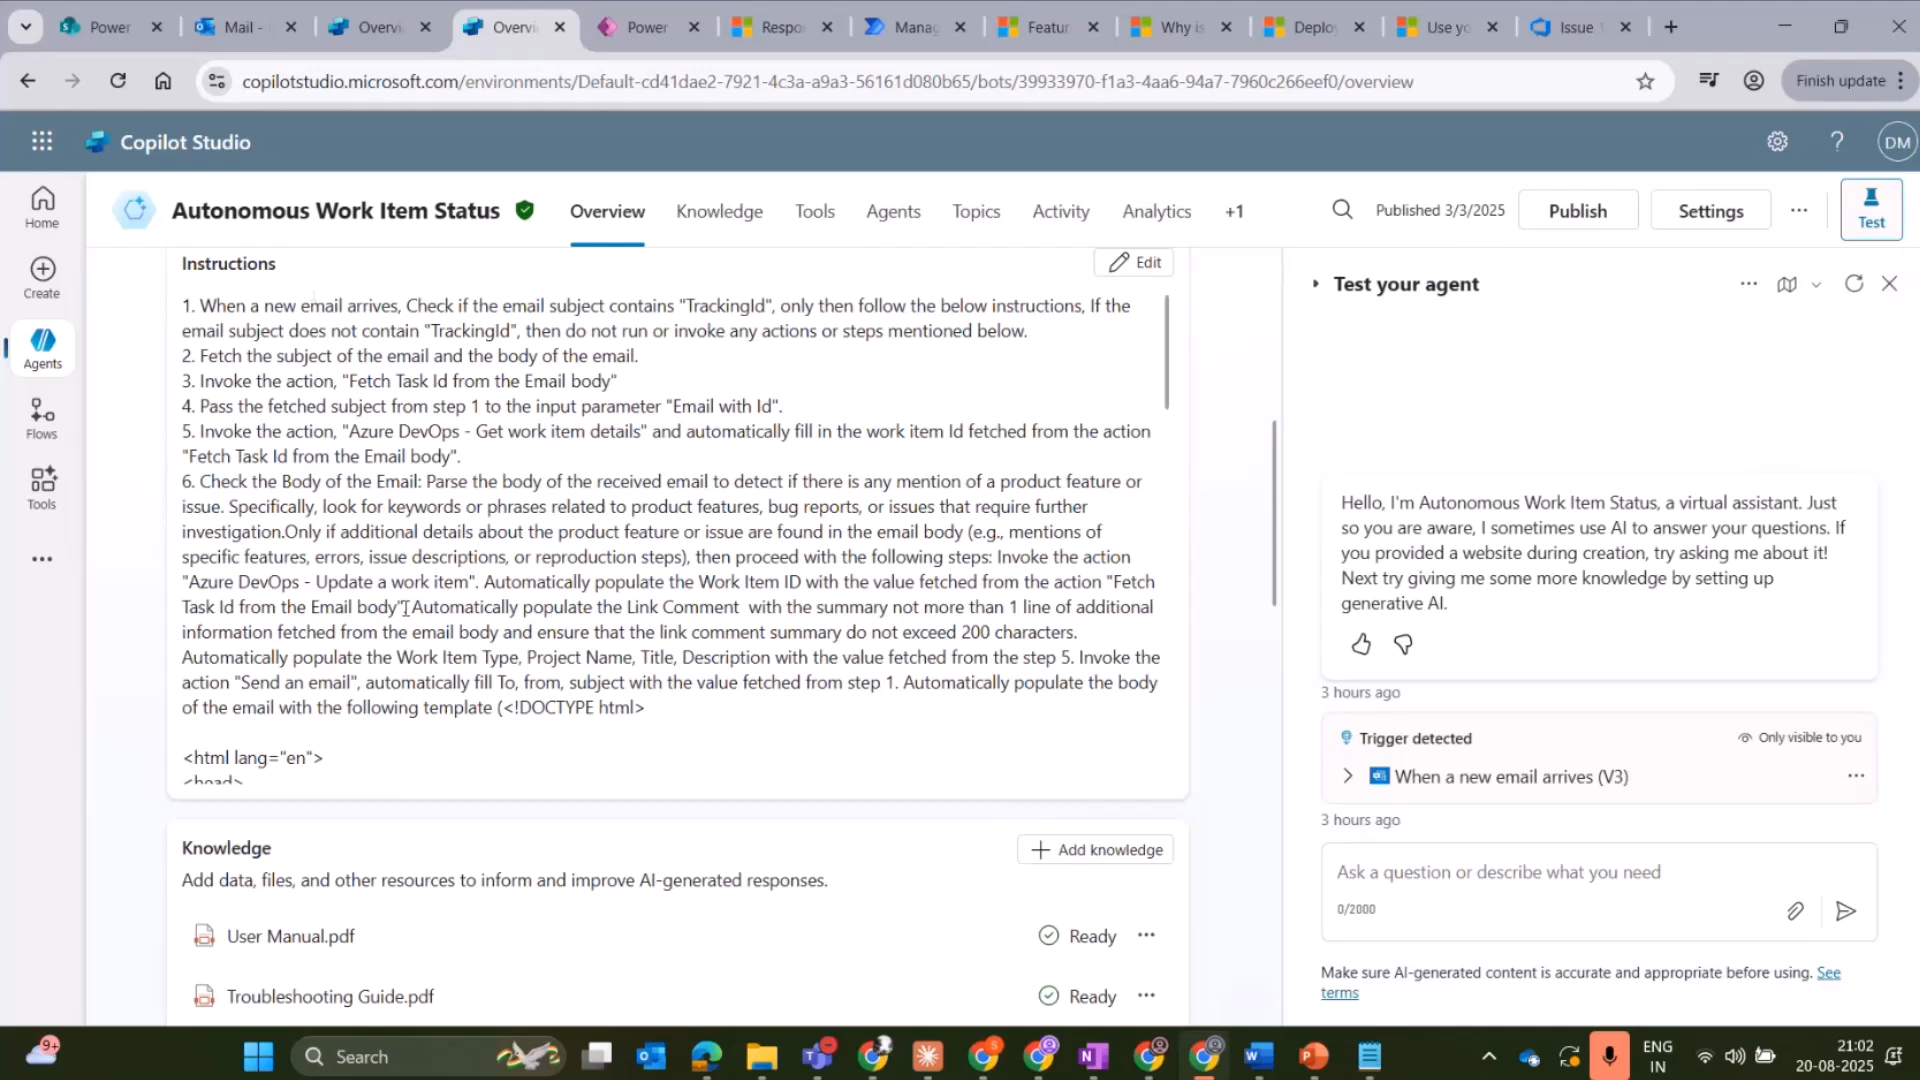 Power
Mail -
Overvi
Overvi
Power
Respo
Manag
Featur
Why is
Deploy
Use yo
Issue
copilotstudio.microsoft.com/environments/Default-cd41dae2-7921-4c3a-a9a3-56161d080b65/bots/39933970-f1a3-4aa6-94a7-7960c266eef0/overview
Finish update
Copilot Studio
DM
Home
Create
Agents
Flows
Tools
Autonomous Work Item Status
Overview
Knowledge
Tools
Agents
Topics
Activity
Analytics
+1
Published 3/3/2025
Publish
Settings
Test
Instructions
Edit
1. When a new email arrives, Check if the email subject contains "TrackingId", only then follow the below instructions, If the
email subject does not contain "TrackingId", then do not run or invoke any actions or steps mentioned below.
2. Fetch the subject of the email and the body of the email.
3. Invoke the action, "Fetch Task Id from the Email body"
4. Pass the fetched subject from step 1 to the input parameter "Email with Id".
5. Invoke the action, "Azure DevOps - Get work item details" and automatically fill in the work item Id fetched from the action
"Fetch Task Id from the Email body".
6. Check the Body of the Email: Parse the body of the received email to detect if there is any mention of a product feature or
issue. Specifically, look for keywords or phrases related to product features, bug reports, or issues that require further
investigation.Only if additional details about the product feature or issue are found in the email body (e.g., mentions of
specific features, errors, issue descriptions, or reproduction steps), then proceed with the following steps: Invoke the action
"Azure DevOps - Update a work item". Automatically populate the Work Item ID with the value fetched from the action "Fetch
Task Id from the Email body". Automatically populate the Link Comment with the summary not more than 1 line of additional
information fetched from the email body and ensure that the link comment summary do not exceed 200 characters.
Automatically populate the Work Item Type, Project Name, Title, Description with the value fetched from the step 5. Invoke the
action "Send an email", automatically fill To, from, subject with the value fetched from step 1. Automatically populate the body
of the email with the following template (<!DOCTYPE html>
<html lang="en">
<head>
Knowledge
Add knowledge
Add data, files, and other resources to inform and improve AI-generated responses.
User Manual.pdf
Ready
Troubleshooting Guide.pdf
Ready
Test your agent
Hello, I'm Autonomous Work Item Status, a virtual assistant. Just
so you are aware, I sometimes use AI to answer your questions. If
you provided a website during creation, try asking me about it!
Next try giving me some more knowledge by setting up
generative AI.
3 hours ago
Trigger detected
Only visible to you
When a new email arrives (V3)
3 hours ago
Ask a question or describe what you need
0/2000
Make sure AI-generated content is accurate and appropriate before using. See
terms
9+
Search
ENG
IN
21:02
20-08-2025